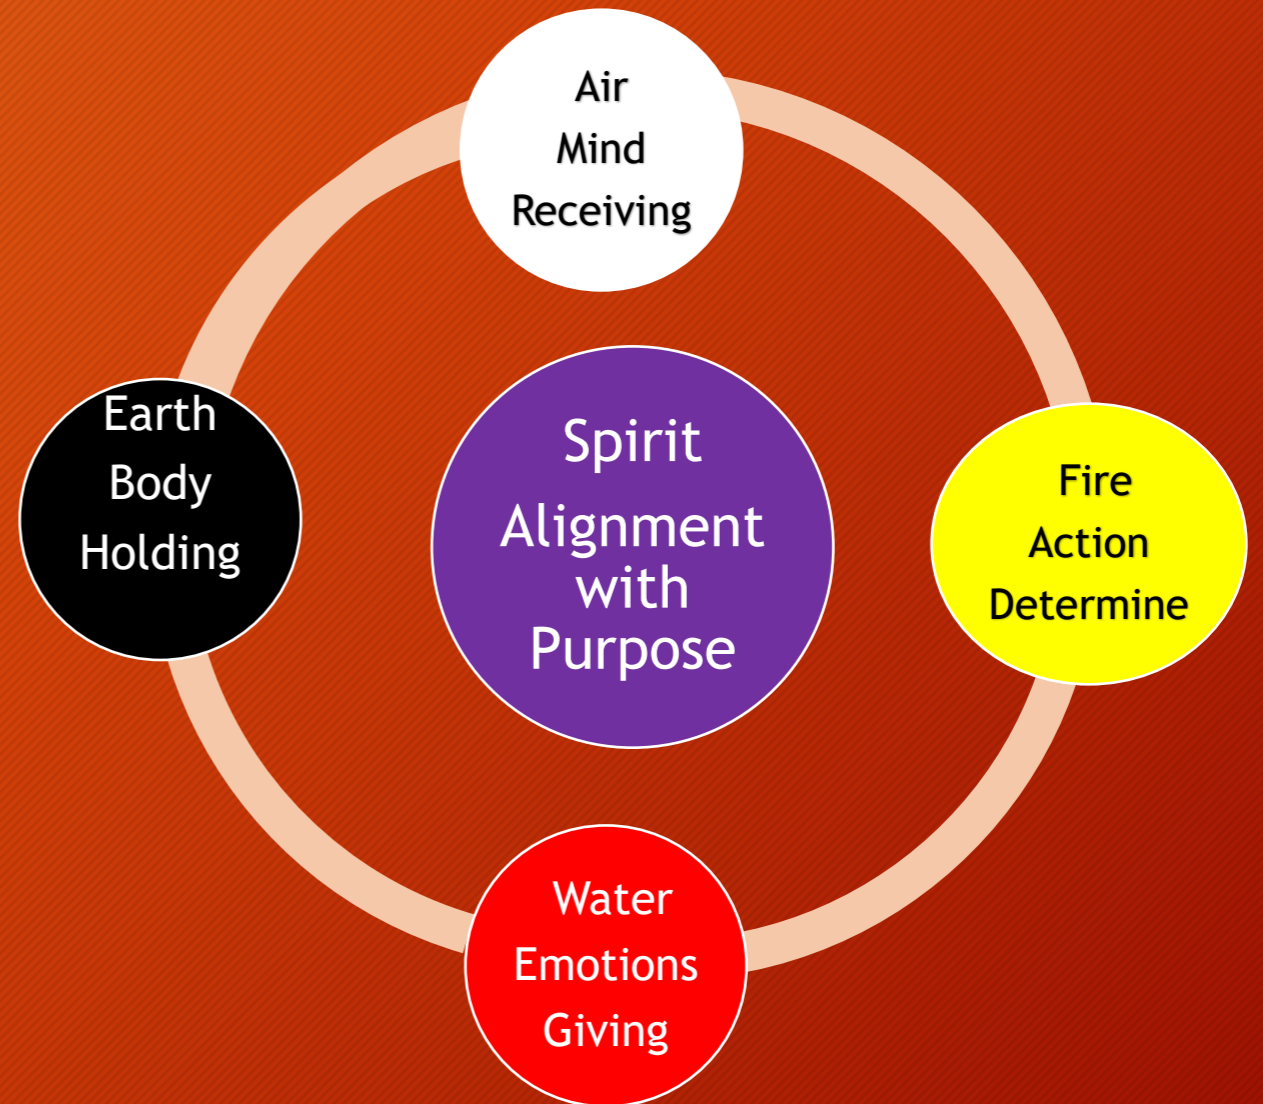 Air
Mind
Receiving
Earth
Body
Holding
Spirit
Alignment
with
Purpose
Fire
Action
Determine
Water
Emotions
Giving